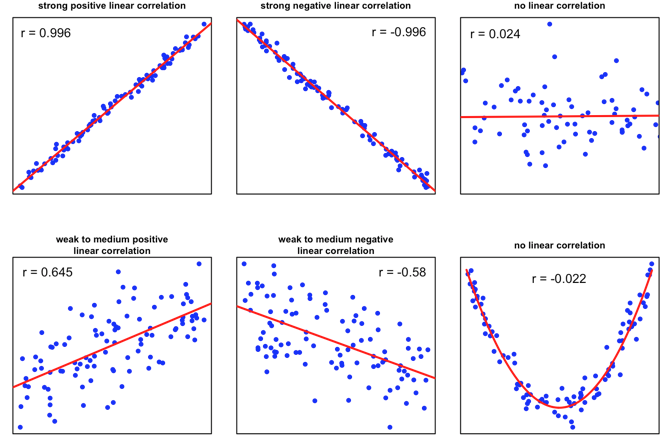 strong positive linear correlation
r = 0.996
strong negative linear correlation
r = -0.996
no linear correlation
r = 0.024
weak to medium positive
linear correlation
r = 0.645
weak to medium negative
linear correlation
r = -0.58
no linear correlation
r = -0.022